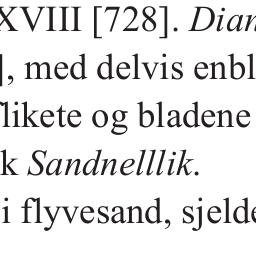 XVIII [728]. Dian
], med delvis enbl
likete og bladene
k Sandnelllik.
i flyvesand, sjelde